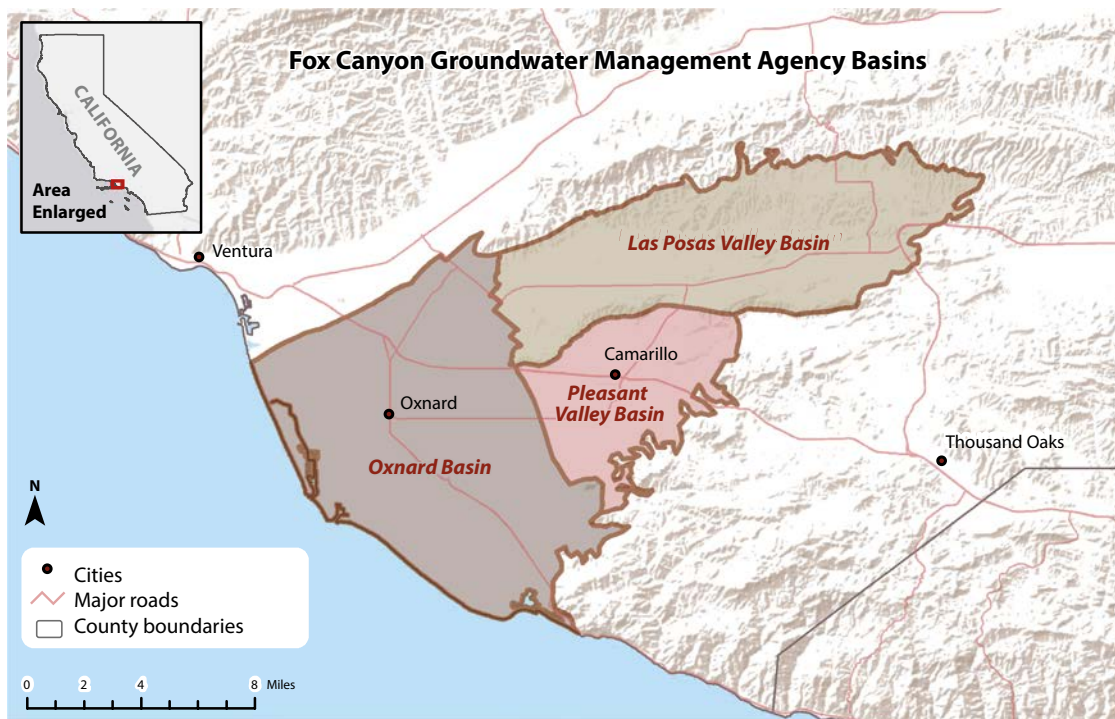 Fox Canyon Groundwater Management Agency Basins
CALIFORNIA
Area
Enlarged
Ventura
Las Posas Valley Basin
Camarillo
Pleasant
Valley Basin
Oxnard
Oxnard Basin
Thousand Oaks
N
Cities
Major roads
County boundaries
0 2 4 8 Miles